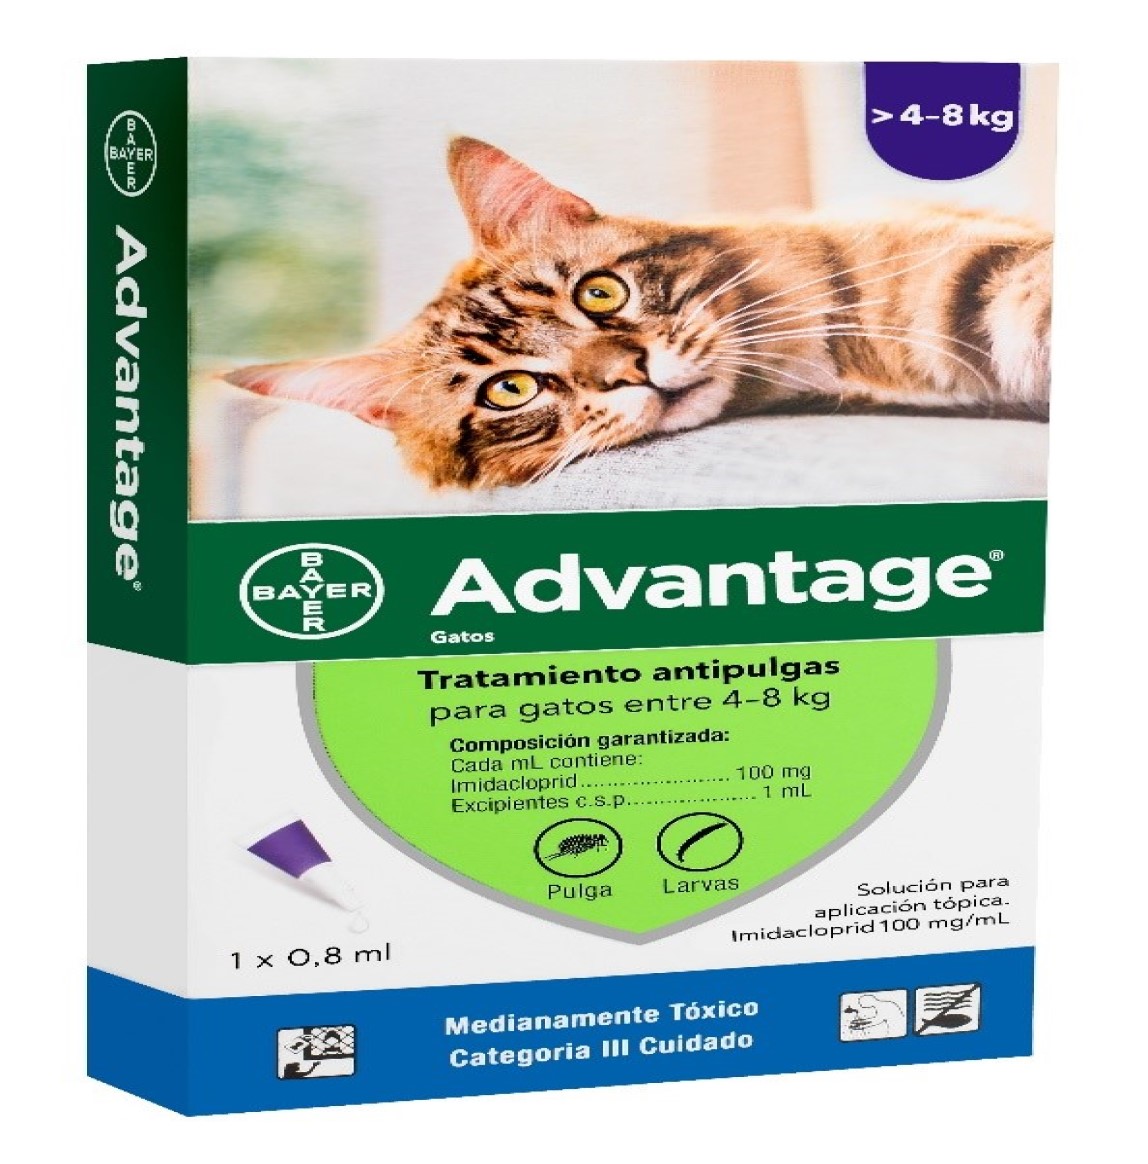 > 4-8 kg
BAYER
BAYER
Advantage®
BAYER
BAYER
Advantage®
Gatos
Tratamiento antipulgas
para gatos entre 4-8 kg
Composición garantizada:
Cada mL contiene:
Imidacloprid........................ 100 mg
Excipientes c.s.p.................... 1 mL
Pulga
Larvas
Solución para
aplicación tópica.
Imidacloprid 100 mg/mL
1 x 0,8 ml
Medianamente Tóxico
Categoria III Cuidado